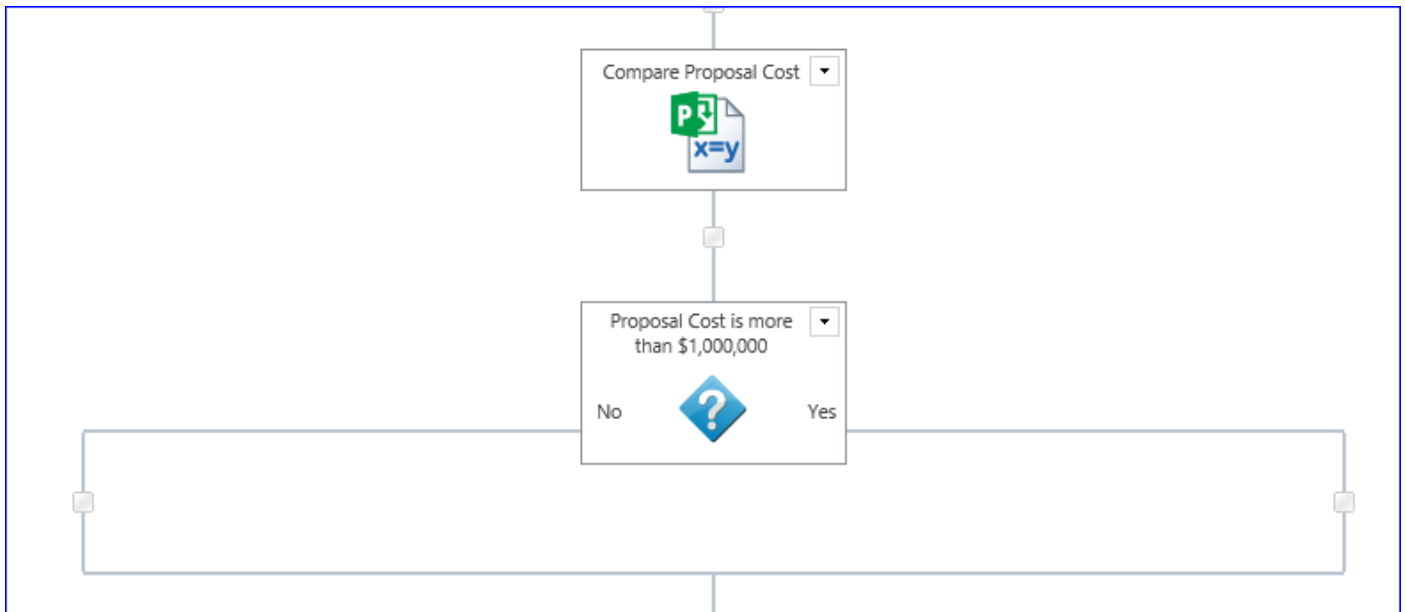 Compare Proposal Cost
P
x=y
Proposal Cost is more
than $1,000,000
No
Yes